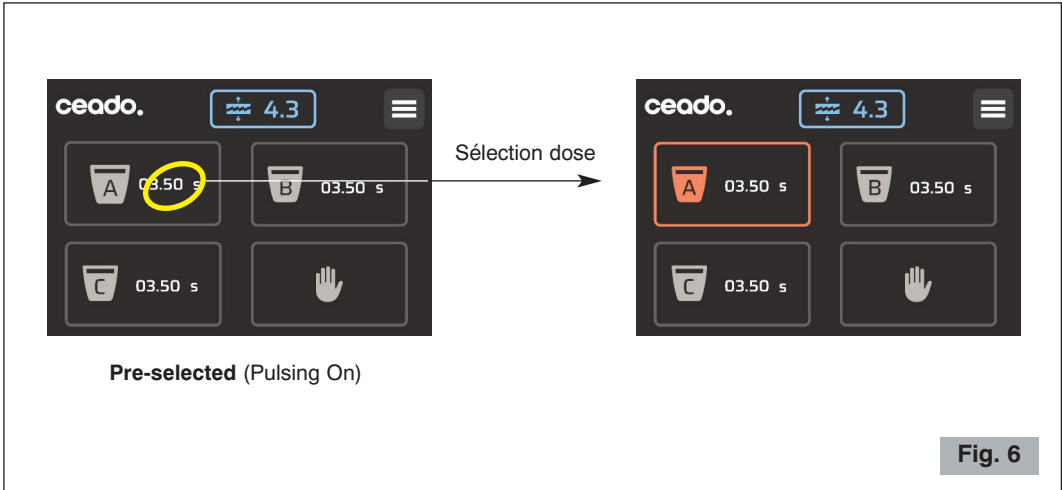 ceado. 4.3
A 03.50 s
B 03.50 s
C 03.50 s
Sélection dose
ceado. 4.3
A 03.50 s
B 03.50 s
C 03.50 s
Pre-selected (Pulsing On)
Fig. 6